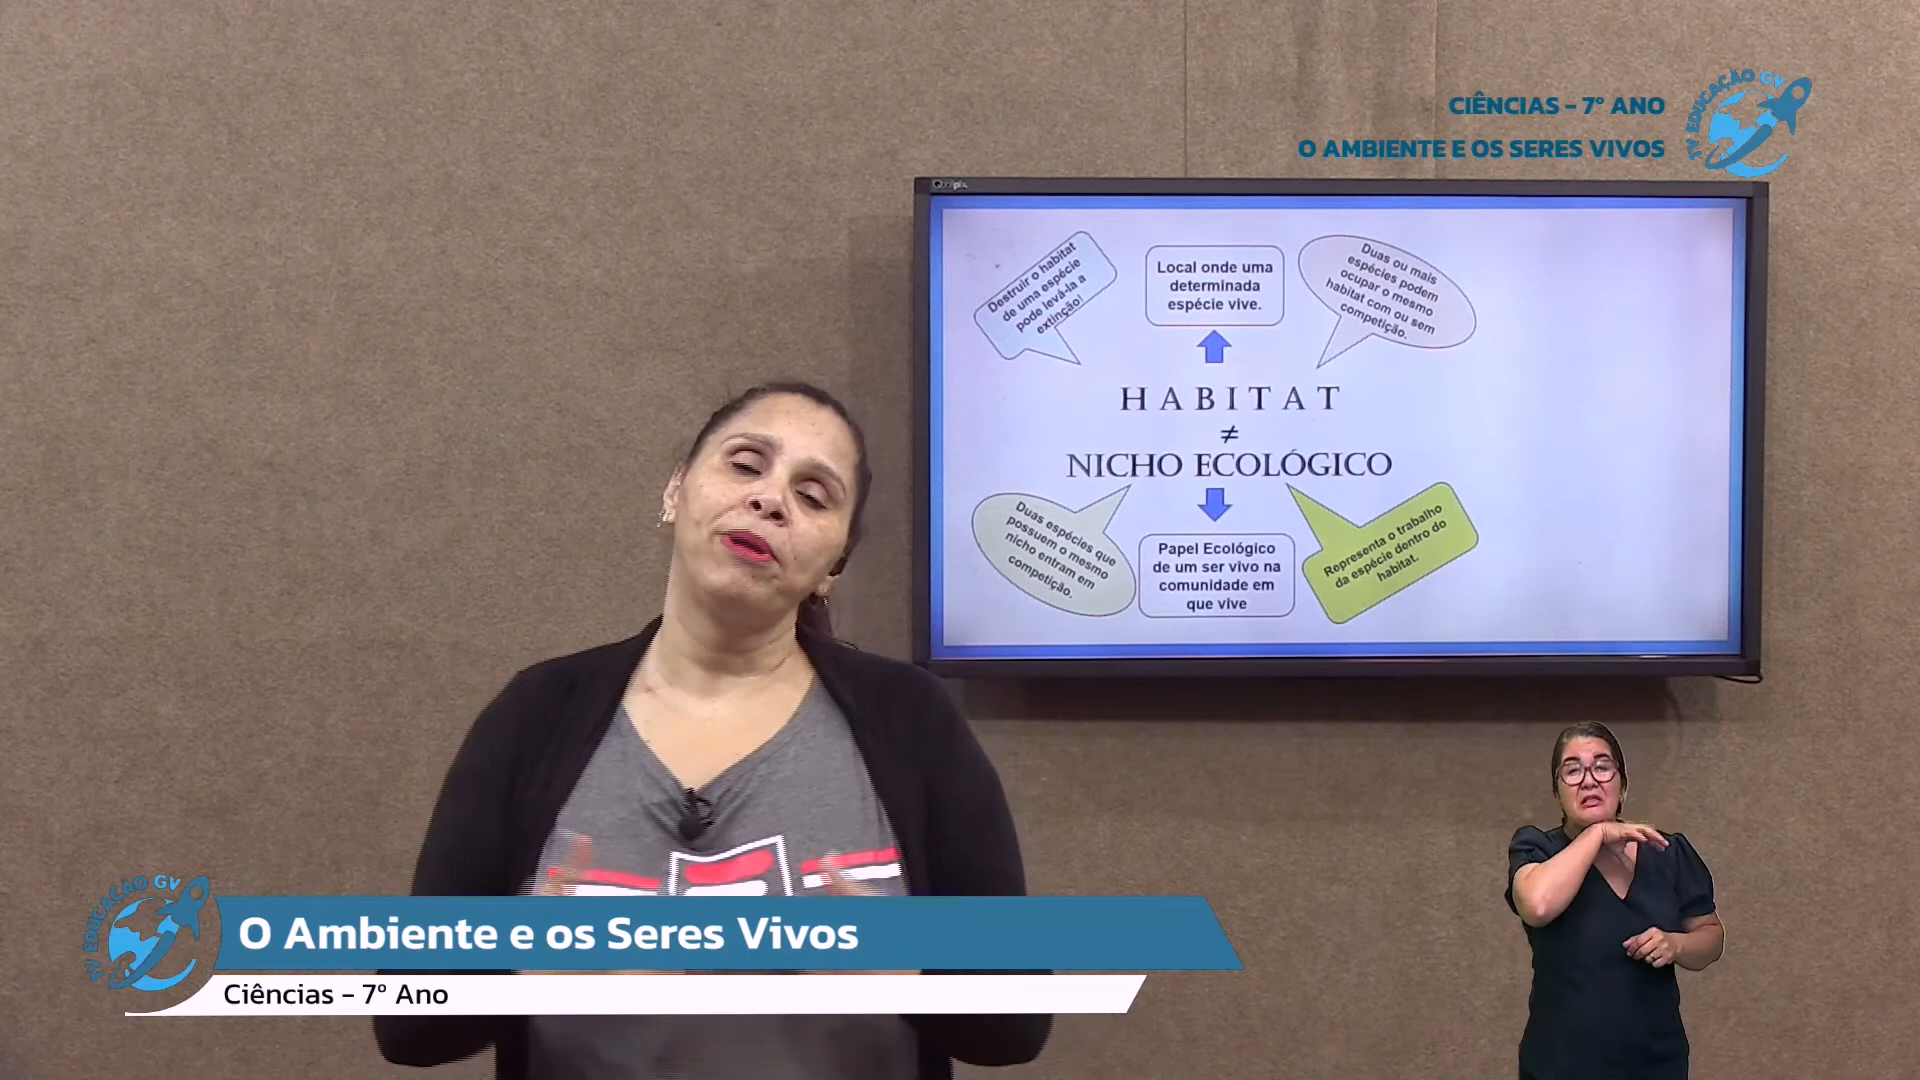 CIÊNCIAS - 7º ANO
O AMBIENTE E OS SERES VIVOS
TV EDUCAÇÃO GV
Destruir o habitat
de uma espécie
pode levá-la a
extinção!
Local onde uma
determinada
espécie vive.
Duas ou mais
espécies podem
ocupar o mesmo
habitat com ou sem
competição.
HABITAT
≠
NICHO ECOLÓGICO
Duas espécies que
possuem o mesmo
nicho entram em
competição.
Papel Ecológico
de um ser vivo na
comunidade em
que vive
Representa o trabalho
da espécie dentro do
habitat.
TV EDUCAÇÃO GV
O Ambiente e os Seres Vivos
Ciências - 7º Ano